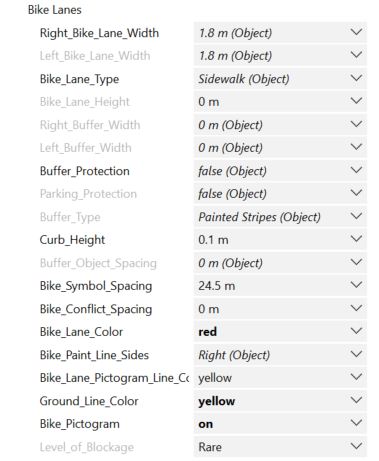 Bike Lanes
Right_Bike_Lane_Width 1.8 m (Object)
Left_Bike_Lane_Width 1.8 m (Object)
Bike_Lane_Type Sidewalk (Object)
Bike_Lane_Height 0 m
Right_Buffer_Width 0 m (Object)
Left_Buffer_Width 0 m (Object)
Buffer_Protection false (Object)
Parking_Protection false (Object)
Buffer_Type Painted Stripes (Object)
Curb_Height 0.1 m
Buffer_Object_Spacing 0 m (Object)
Bike_Symbol_Spacing 24.5 m
Bike_Conflict_Spacing 0 m
Bike_Lane_Color red
Bike_Paint_Line_Sides Right (Object)
Bike_Lane_Pictogram_Line_Cc yellow
Ground_Line_Color yellow
Bike_Pictogram on
Level_of_Blockage Rare